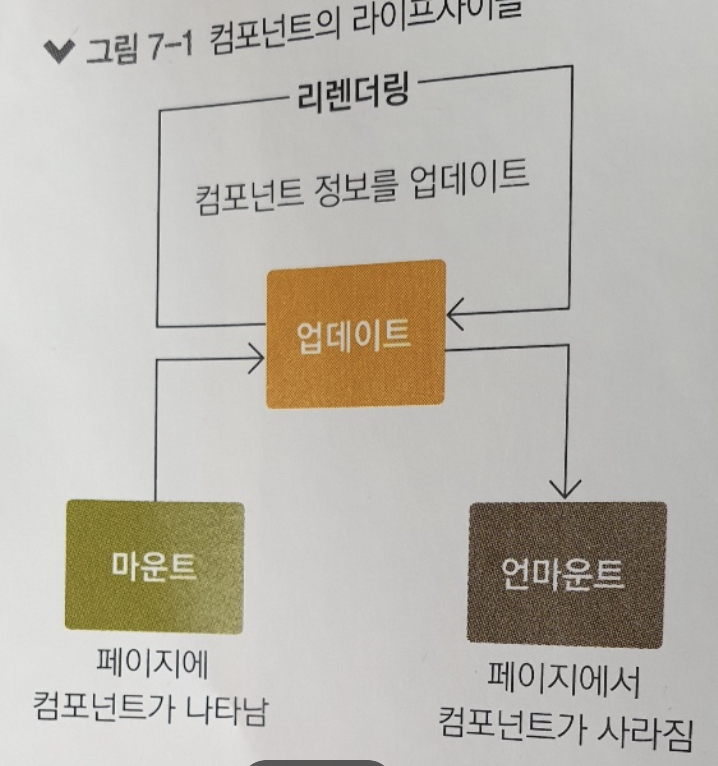 그림 7-1 컴포넌트의 라이프사이클
리렌더링
컴포넌트 정보를 업데이트
업데이트
마운트
언마운트
페이지에
컴포넌트가 나타남
페이지에서
컴포넌트가 사라짐